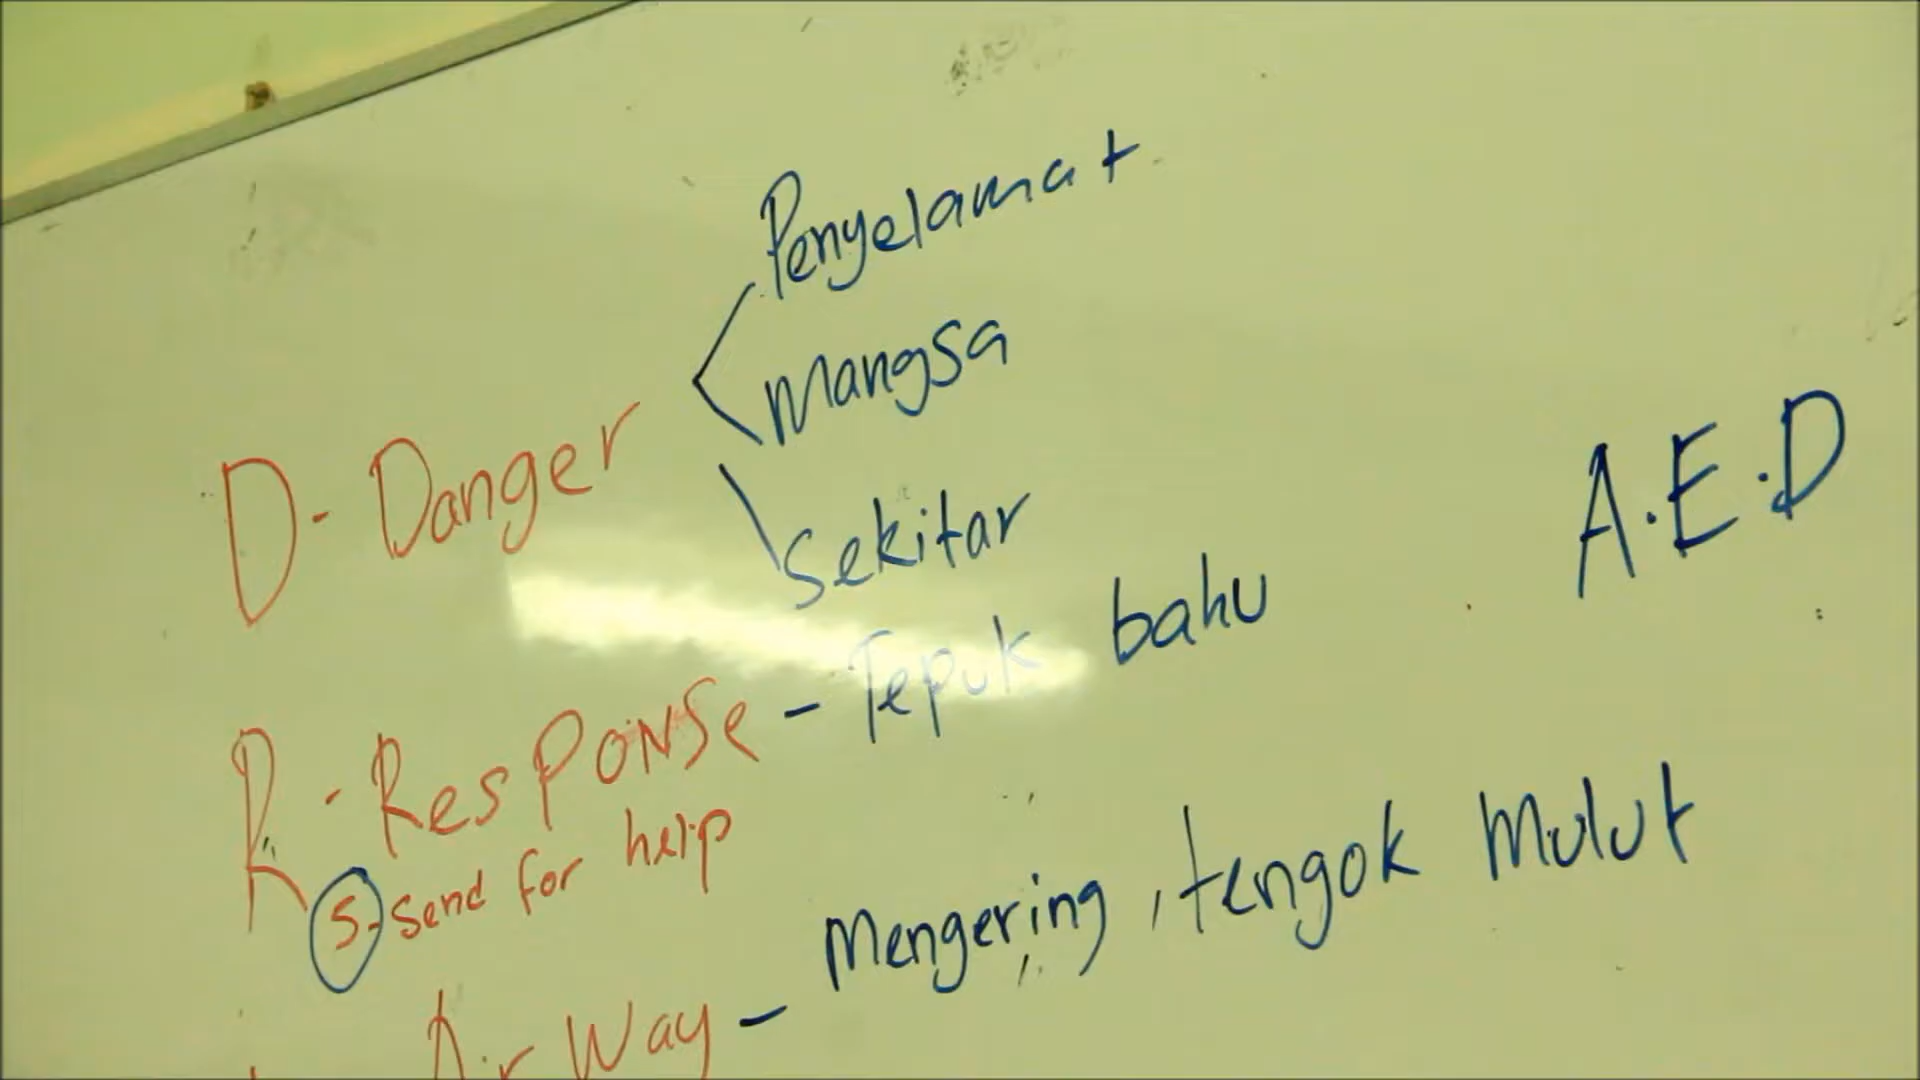 Penyelamat
Mangsa
D - Danger
Sekitar
A.E.D
R - Response - Tepuk bahu
S - Send for help
Air Way - Mengering, tengok Mulut